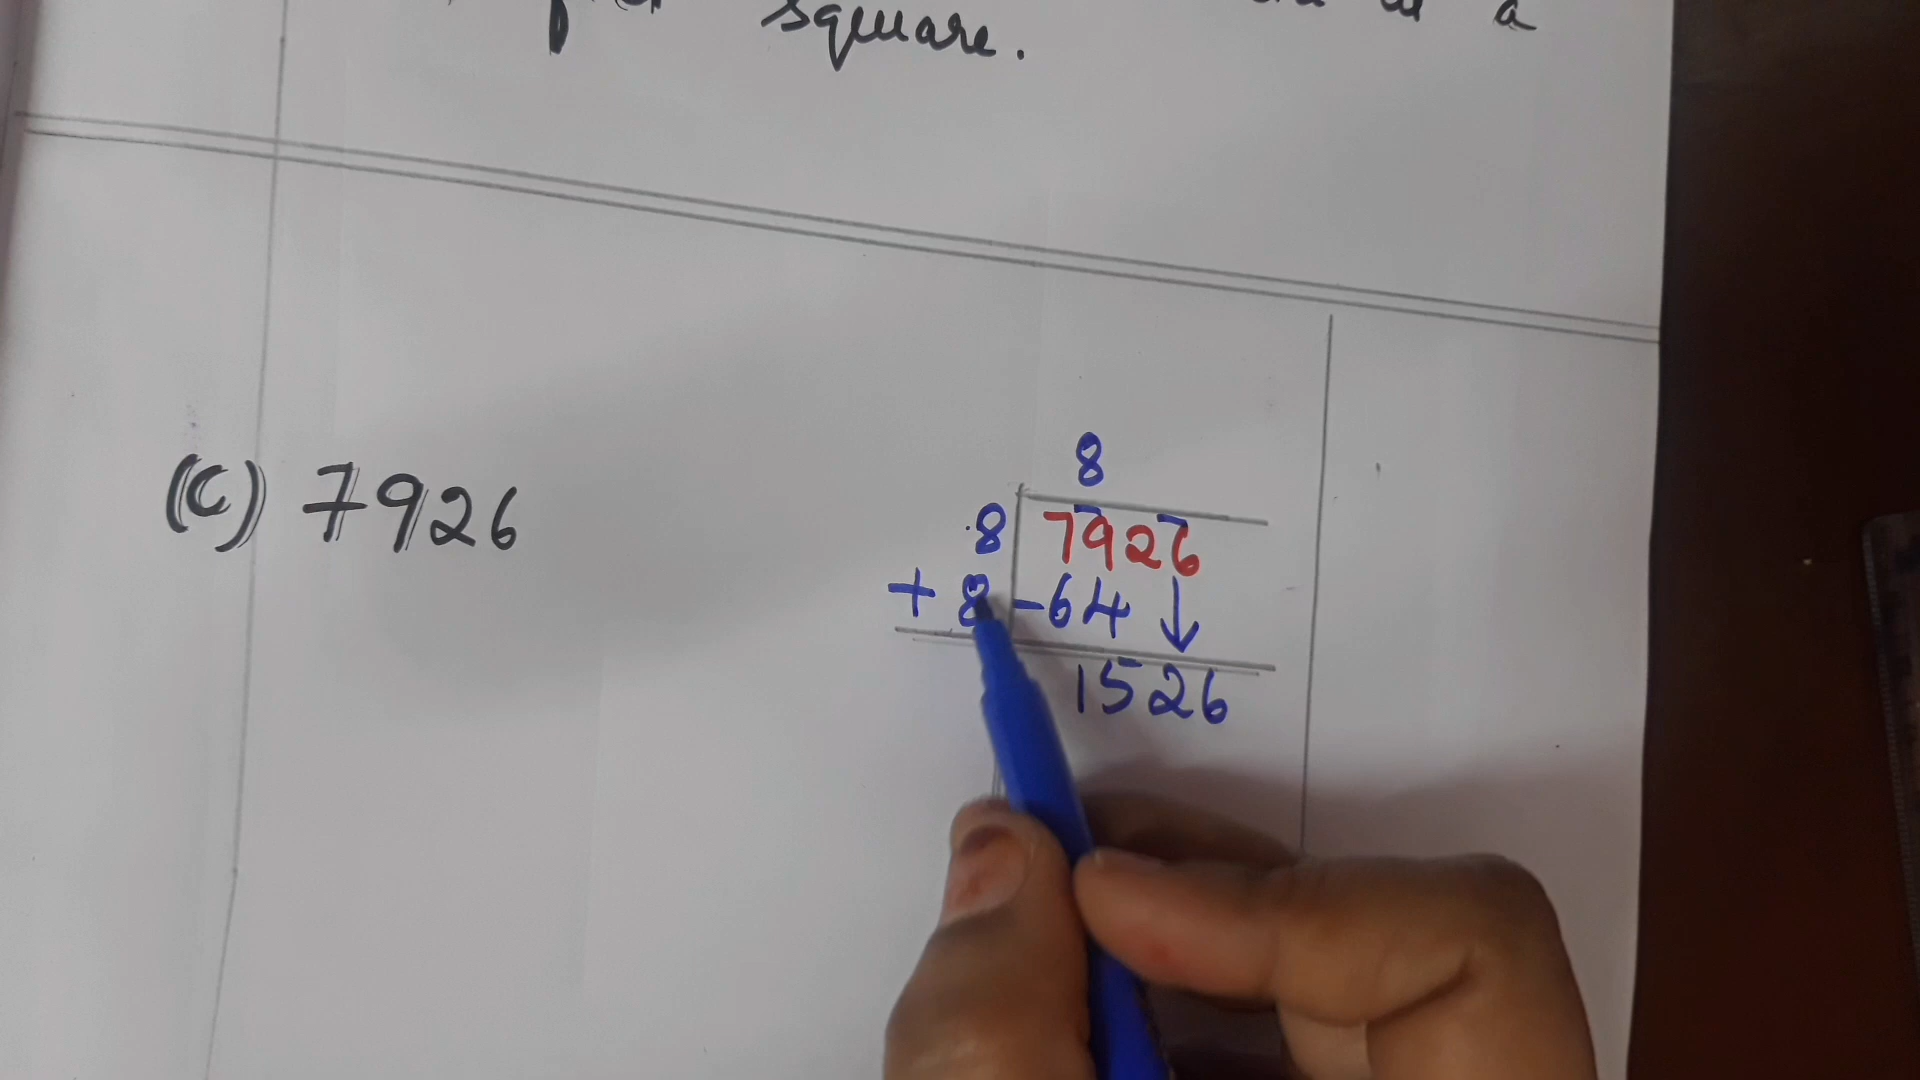 square. a
(C) 7926
8
8 7926
+ 8 -64 ↓
1526